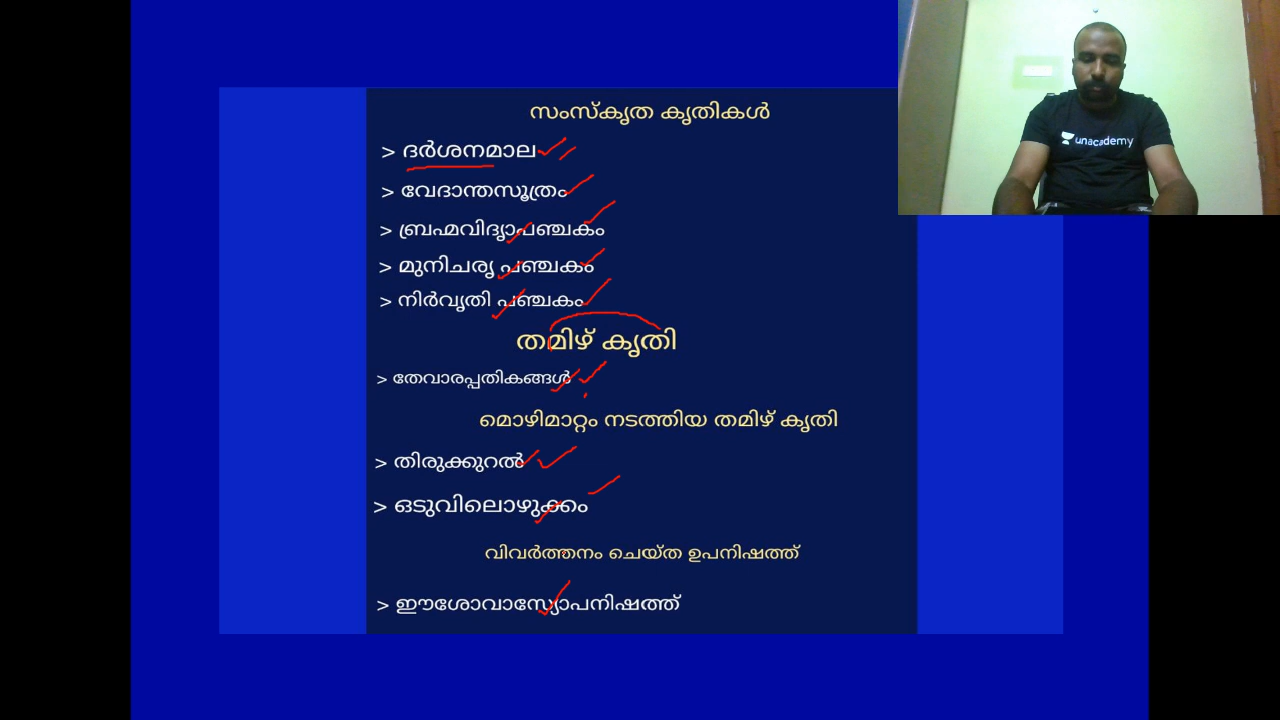 സംസ്കൃത കൃതികൾ
> ദർശനമാല
> വേദാന്തസൂത്രം
> ബ്രഹ്മവിദ്യാപഞ്ചകം
> മുനിചര്യ പഞ്ചകം
> നിർവൃതി പഞ്ചകം
തമിഴ് കൃതി
> തേവാരപ്പതികങ്ങൾ
മൊഴിമാറ്റം നടത്തിയ തമിഴ് കൃതി
> തിരുക്കുറൽ
> ഒടുവിലൊഴുക്കം
വിവർത്തനം ചെയ്ത ഉപനിഷത്ത്
> ഈശോവാസ്യോപനിഷത്ത്
unacademy